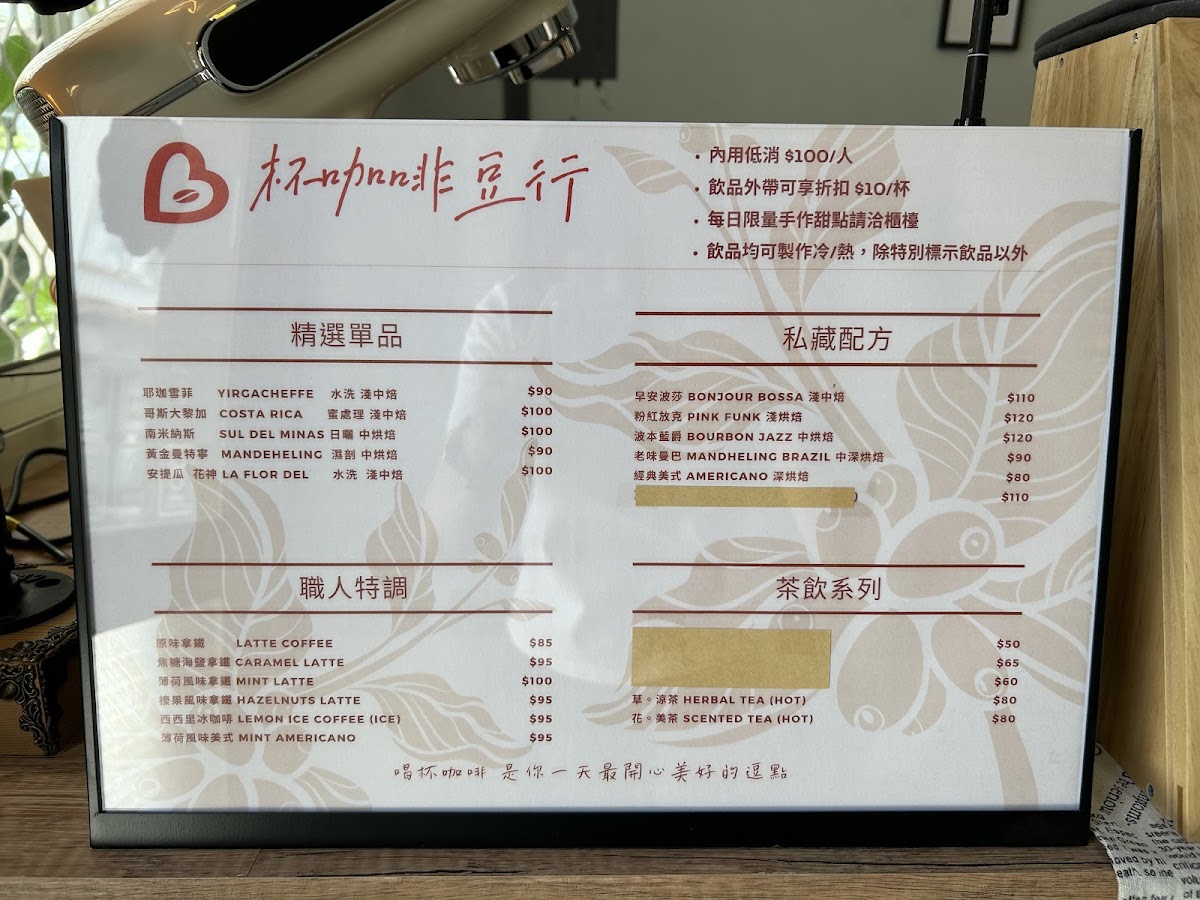 B
杯咖啡豆行
• 內用低消 $100/人
• 飲品外帶可享折扣 $10/杯
• 每日限量手作甜點請洽櫃檯
• 飲品均可製作冷/熱，除特別標示飲品以外
精選單品
耶珈雪菲 YIRGACHEFFE 水洗 淺中焙 $90
哥斯大黎加 COSTA RICA 蜜處理 淺中焙 $100
南米納斯 SUL DEL MINAS 日曬 中烘焙 $100
黃金曼特寧 MANDEHELING 濕剖 中烘焙 $90
安提瓜 花神 LA FLOR DEL' 水洗 淺中焙 $100
私藏配方
早安波莎 BONJOUR BOSSA 淺中焙 $110
粉紅放克 PINK FUNK 淺烘焙 $120
波本藍爵 BOURBON JAZZ 中烘焙 $120
老味曼巴 MANDHELING BRAZIL 中深烘焙 $90
經典美式 AMERICANO 深烘焙 $80
$110
職人特調
原味拿鐵 LATTE COFFEE $85
焦糖海鹽拿鐵 CARAMEL LATTE $95
薄荷風味拿鐵 MINT LATTE $100
榛果風味拿鐵 HAZELNUTS LATTE $95
西西里冰咖啡 LEMON ICE COFFEE (ICE) $95
薄荷風味美式 MINT AMERICANO $95
茶飲系列
$50
$65
$60
草。涼茶 HERBAL TEA (HOT) $80
花。美茶 SCENTED TEA (HOT) $80
喝杯咖啡 是你一天最開心美好的逗點